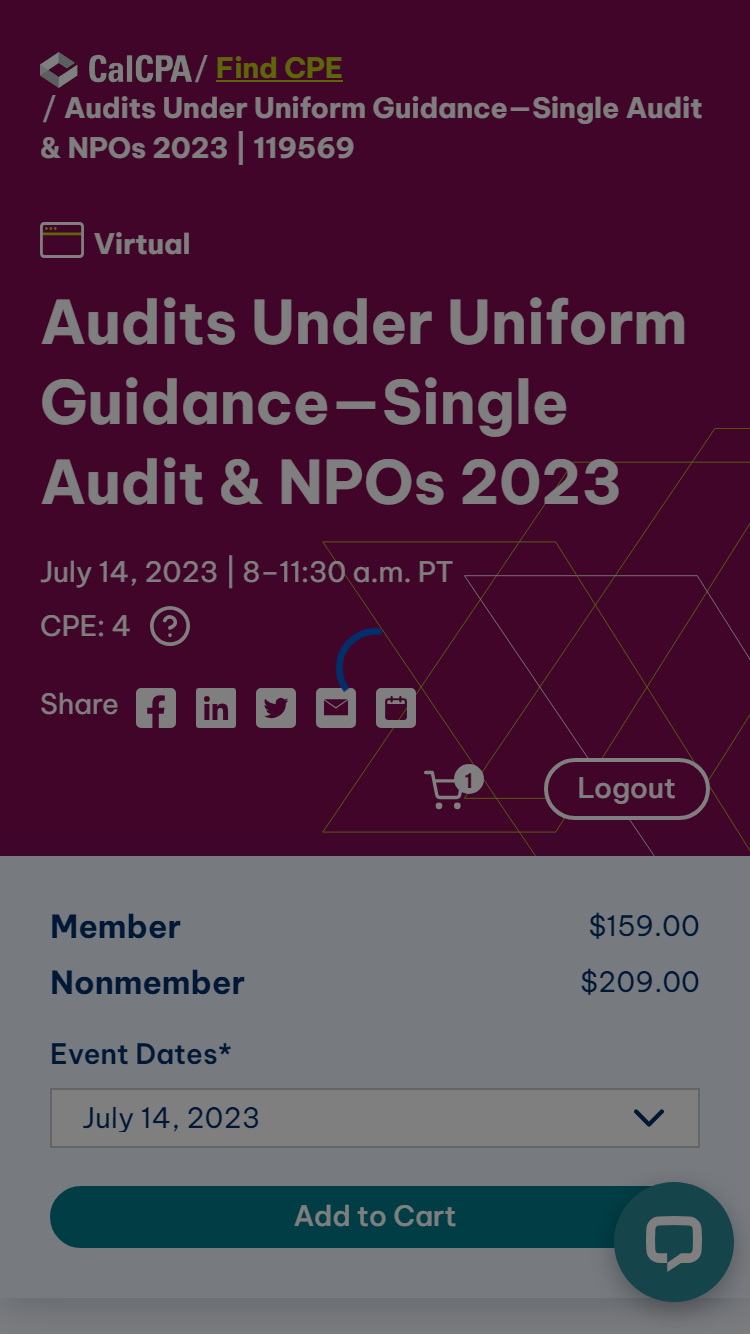 CalCPA / Find CPE
/ Audits Under Uniform Guidance—Single Audit
& NPOs 2023 | 119569
Virtual
Audits Under Uniform
Guidance—Single
Audit & NPOs 2023
July 14, 2023 | 8–11:30 a.m. PT
CPE: 4 ?
Share
1
Logout
Member $159.00
Nonmember $209.00
Event Dates*
July 14, 2023
Add to Cart